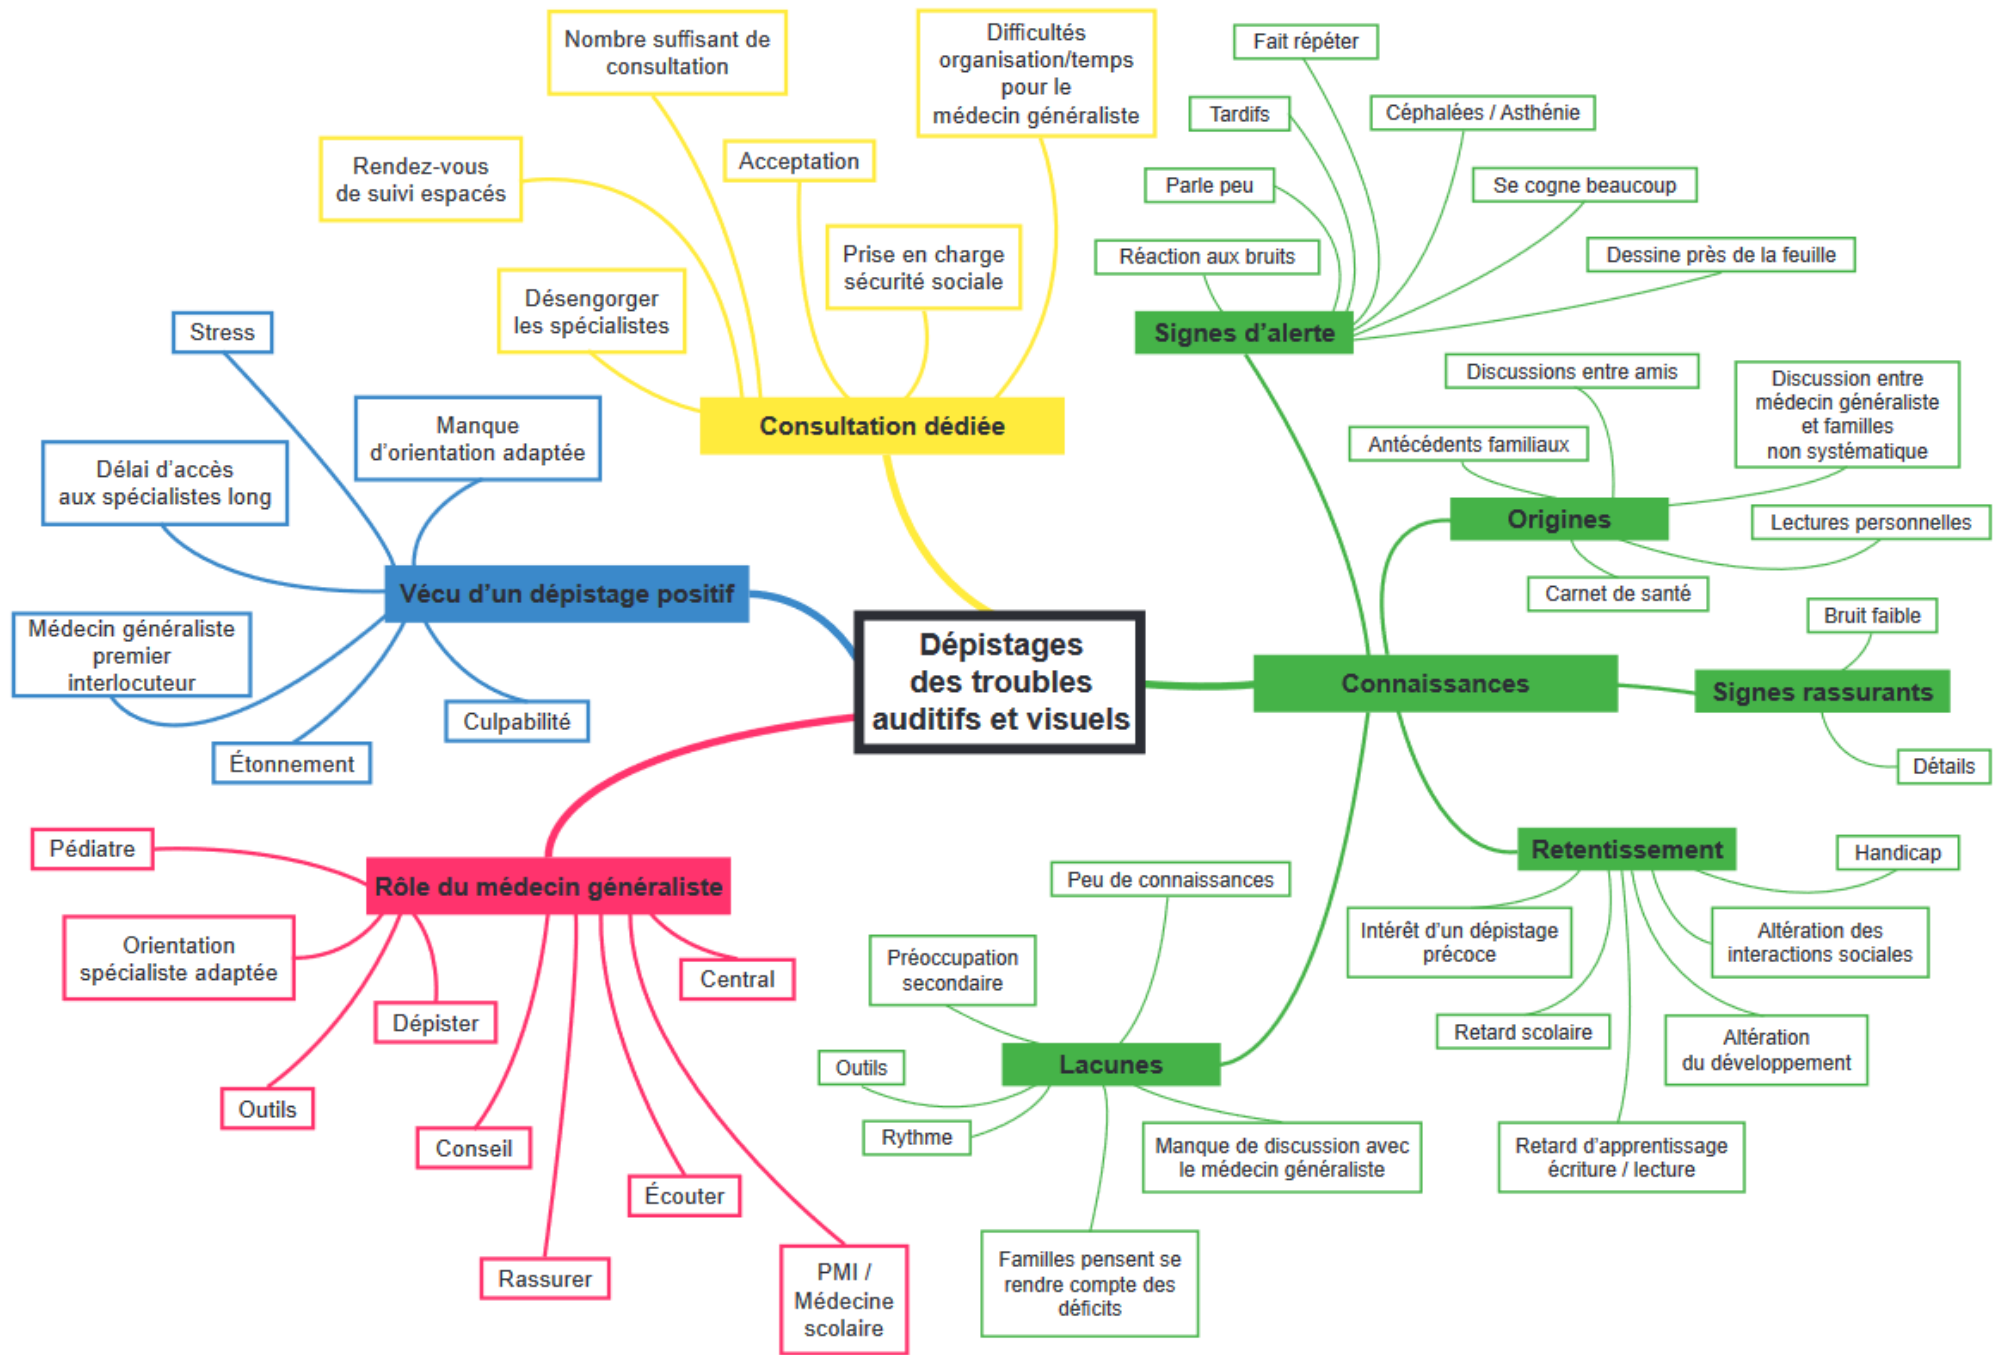 Nombre suffisant de
consultation
Difficultés
organisation/temps
pour le
médecin généraliste
Rendez-vous
de suivi espacés
Acceptation
Prise en charge
sécurité sociale
Désengorger
les spécialistes
Consultation dédiée
Stress
Manque
d'orientation adaptée
Délai d'accès
aux spécialistes long
Vécu d'un dépistage positif
Médecin généraliste
premier
interlocuteur
Culpabilité
Étonnement
Dépistages
des troubles
auditifs et visuels
Pédiatre
Rôle du médecin généraliste
Orientation
spécialiste adaptée
Central
Dépister
Outils
Conseil
Écouter
Rassurer
PMI /
Médecine
scolaire
Fait répéter
Tardifs
Céphalées / Asthénie
Parle peu
Se cogne beaucoup
Réaction aux bruits
Dessine près de la feuille
Signes d'alerte
Discussions entre amis
Discussion entre
médecin généraliste
et familles
non systématique
Antécédents familiaux
Origines
Lectures personnelles
Carnet de santé
Bruit faible
Connaissances
Signes rassurants
Détails
Retentissement
Handicap
Intérêt d'un dépistage
précoce
Altération des
interactions sociales
Retard scolaire
Altération
du développement
Retard d'apprentissage
écriture / lecture
Peu de connaissances
Préoccupation
secondaire
Lacunes
Outils
Rythme
Manque de discussion avec
le médecin généraliste
Familles pensent se
rendre compte des
déficits